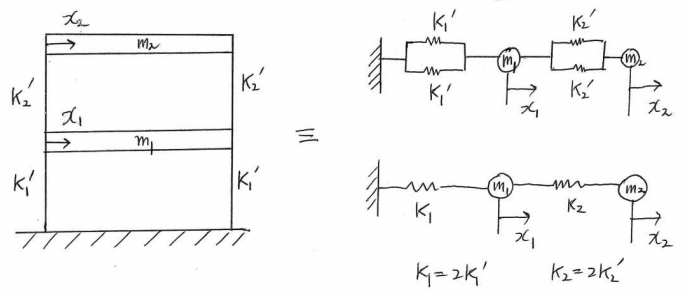 x₂
m₂
K₂′ K₂′
x₁
m₁
K₁′ K₁′
≡
K₁′ K₂′
m₁ m₂
K₁′ K₂′
x₁ x₂
m₁ m₂
K₁ K₂
x₁ x₂
K₁=2K₁′ K₂=2K₂′